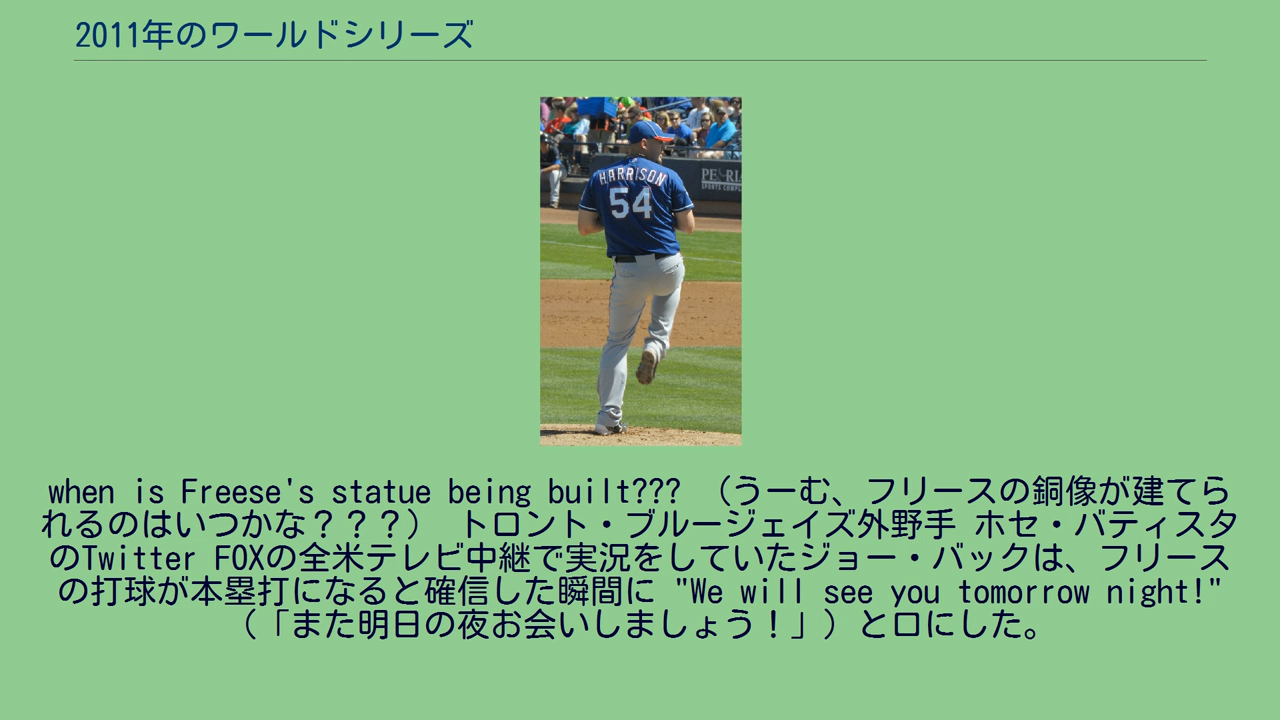 2011年のワールドシリーズ
HARRISON
54
SPORTS COMPL
when is Freese's statue being built??? （うーむ、フリースの銅像が建てら
れるのはいつかな？？？） トロント・ブルージェイズ外野手 ホセ・バティスタ
のTwitter FOXの全米テレビ中継で実況をしていたジョー・バックは、フリース
の打球が本塁打になると確信した瞬間に "We will see you tomorrow night!"
（「また明日の夜お会いしましょう！」）と口にした。